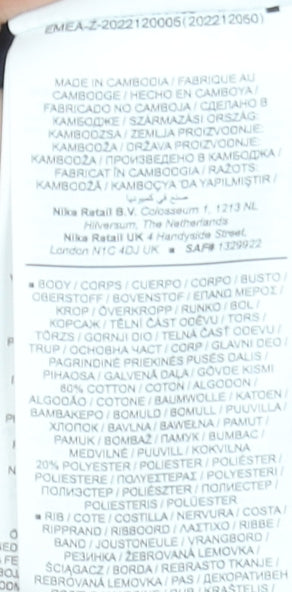 EMEA-Z-2022120005(202212050)
MADE IN CAMBODIA / FABRIQUÉ AU
CAMBODGE / HECHO EN CAMBOYA /
FABRICADO NO CAMBOJA / СДЕЛАНО В
КАМБОДЖЕ / SZÁRMAZÁSI ORSZÁG:
KAMBODZSA / ZEMLJA PROIZVODNJE:
KAMBODŽA / DRŽAVA PROIZVODNJE:
KAMBODŽA / ПРОИЗВЕДЕНО В КАМБОДЖА /
FABRICAT ÎN CAMBODGIA / RAŽOTS:
KAMBODŽĀ / KAMBOÇYA'DA YAPILMIŞTIR /
صنع في كمبوديا
Nike Retail B.V. Colosseum 1, 1213 NL
Hilversum, The Netherlands
Nike Retail UK 4 Handyside Street,
London N1C 4DJ UK ■ SAF# 1329922
■ BODY / CORPS / CUERPO / CORPO / BUSTO /
OBERSTOFF / BOVENSTOF / ΕΠΑΝΩ ΜΕΡΟΣ /
KROP / ÖVERKROPP / RUNKO / BOL /
КОРСАЖ / TĚLNÍ ČÁST ODĚVU / TORS /
TÖRZS / GORNJI DIO / TELNÁ ČASŤ ODEVU /
TRUP / ОСНОВНА ЧАСТ / CORP / GLAVNI DEO /
PAGRINDINĖ PRIEKINĖS PUSĖS DALIS /
PIHAOSA / GALVENĀ DAĻA / GÖVDE KISMI
80% COTTON / COTON / ALGODÓN /
ALGODÃO / COTONE / BAUMWOLLE / KATOEN /
ΒΑΜΒΑΚΕΡΟ / BOMULD / BOMULL / PUUVILLA /
ХЛОПОК / BAVLNA / BAWEŁNA / PAMUT /
PAMUK / BOMBAŽ / ПАМУК / BUMBAC /
MEDVILNĖ / PUUVILL / KOKVILNA
20% POLYESTER / POLIESTER / POLIÉSTER /
POLIESTERE / ΠΟΛΥΕΣΤΕΡΑΣ / POLYESTERI /
ПОЛИЭСТЕР / POLIÉSZTER / ПОЛИЕСТЕР /
POLIESTERIS / POLÜESTER
■ RIB / COTE / COSTILLA / NERVURA / COSTA /
RIPPRAND / RIBBOORD / ΛΑΣΤΙΧΟ / RIBBE /
BAND / JOUSTONEULE / VRANGBORD /
РЕЗИНКА / ŽEBROVANÁ LEMOVKA /
ŚCIĄGACZ / BORDA / REBRASTO TKANJE /
REBROVANÁ LEMOVKA / PAS / ДЕКОРАТИВЕН